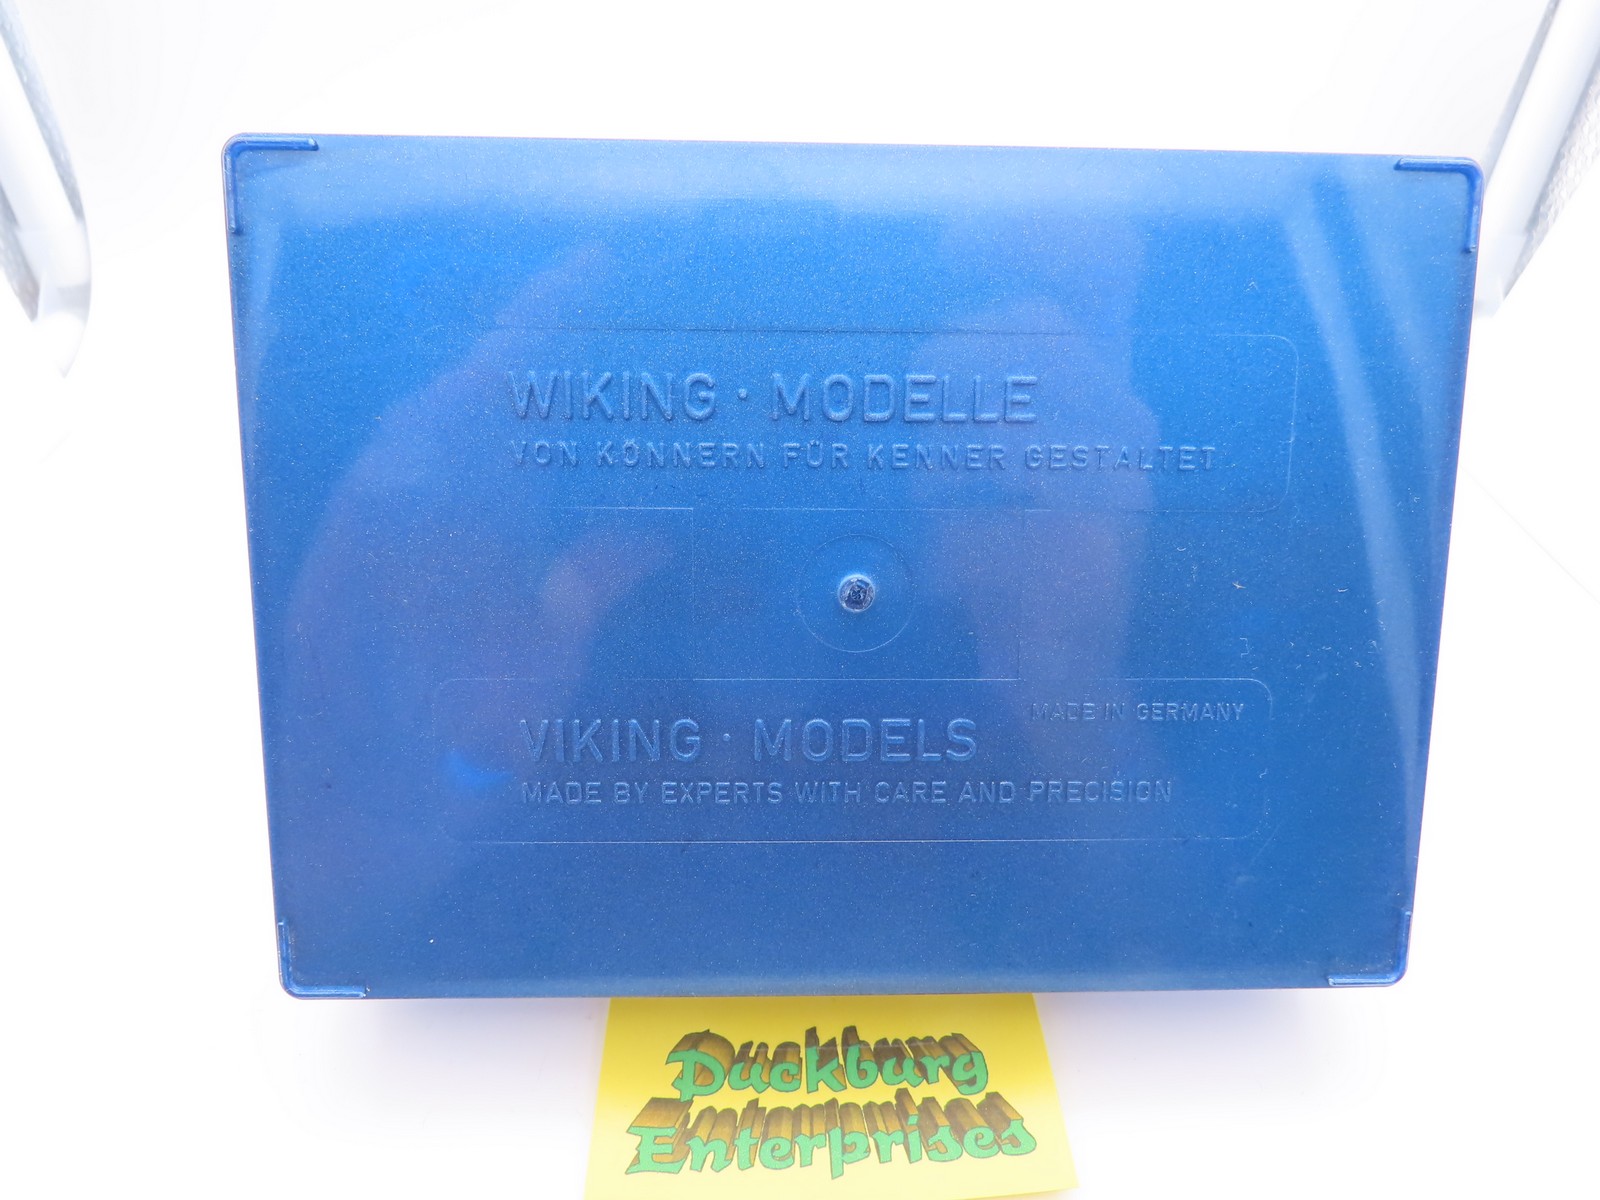 WIKING · MODELLE
VON KÖNNERN FÜR KENNER GESTALTET
MADE IN GERMANY
VIKING · MODELS
MADE BY EXPERTS WITH CARE AND PRECISION
Duckburg
Enterprises